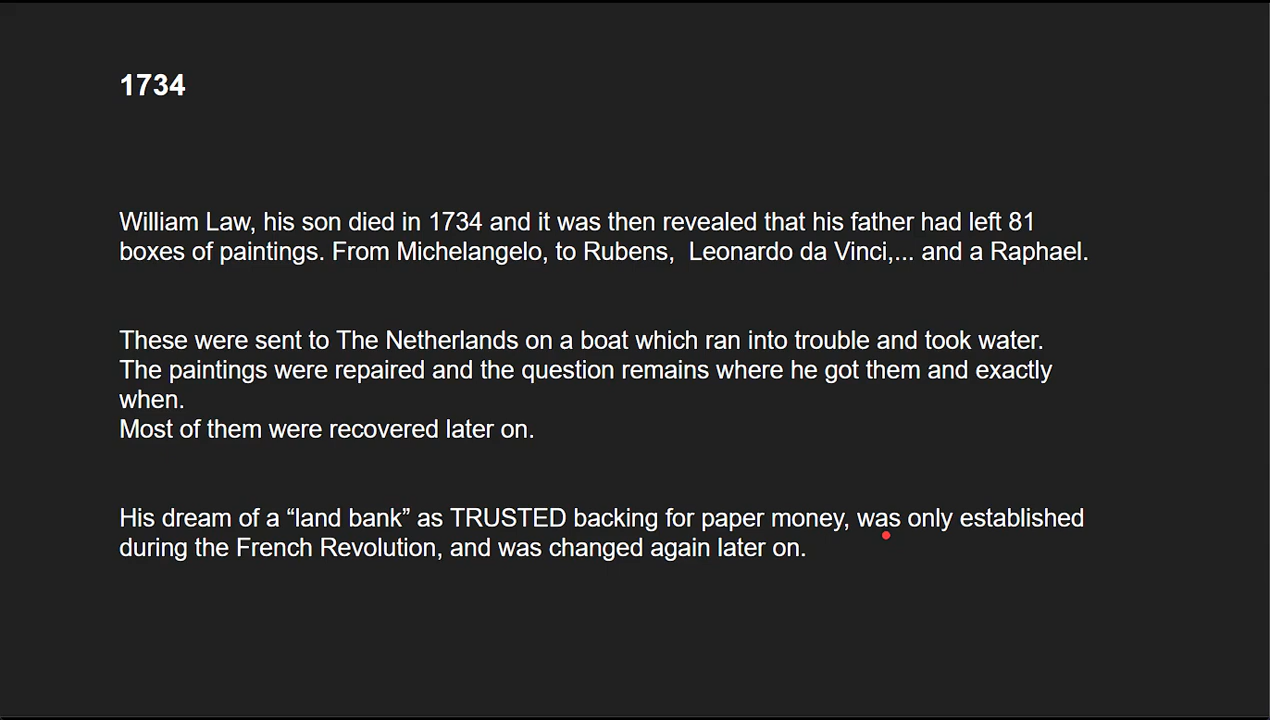 1734
William Law, his son died in 1734 and it was then revealed that his father had left 81
boxes of paintings. From Michelangelo, to Rubens,  Leonardo da Vinci,... and a Raphael.
These were sent to The Netherlands on a boat which ran into trouble and took water.
The paintings were repaired and the question remains where he got them and exactly
when.
Most of them were recovered later on.
His dream of a “land bank” as TRUSTED backing for paper money, was only established
during the French Revolution, and was changed again later on.